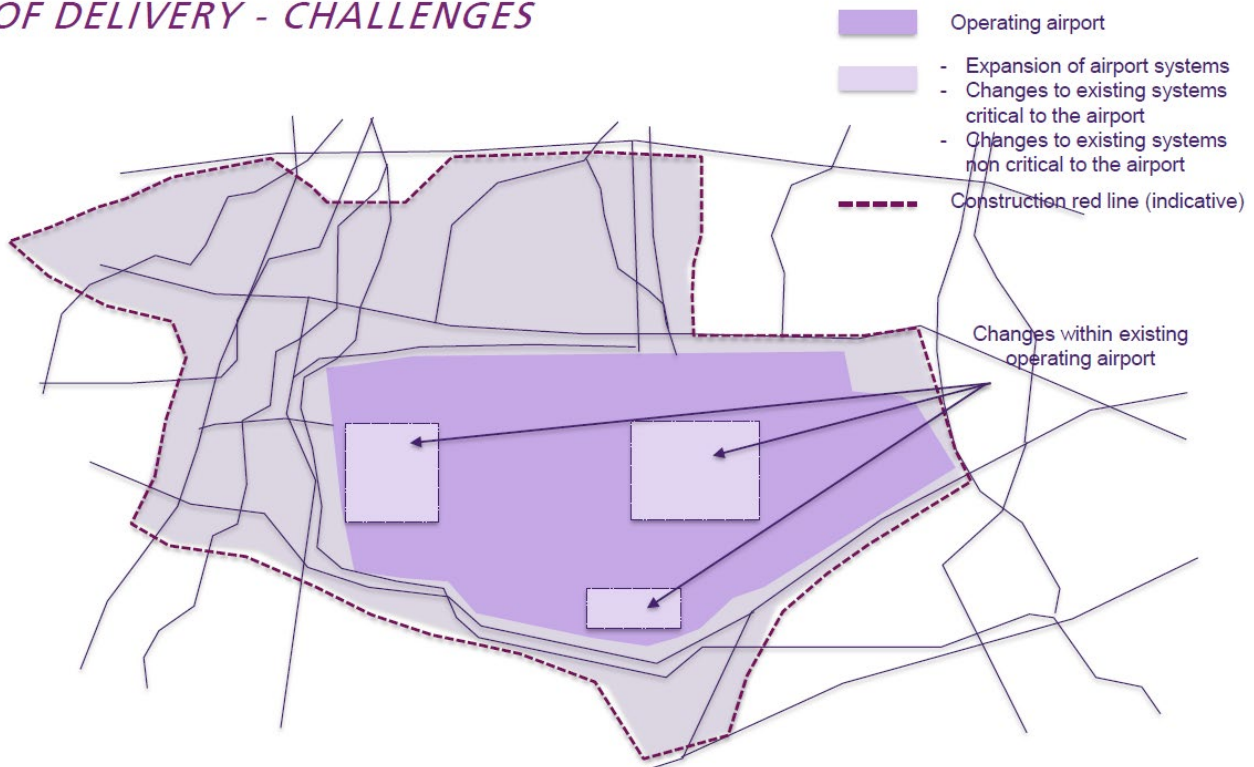 OF DELIVERY - CHALLENGES
Operating airport
- Expansion of airport systems
- Changes to existing systems
critical to the airport
- Changes to existing systems
non critical to the airport
Construction red line (indicative)
Changes within existing
operating airport